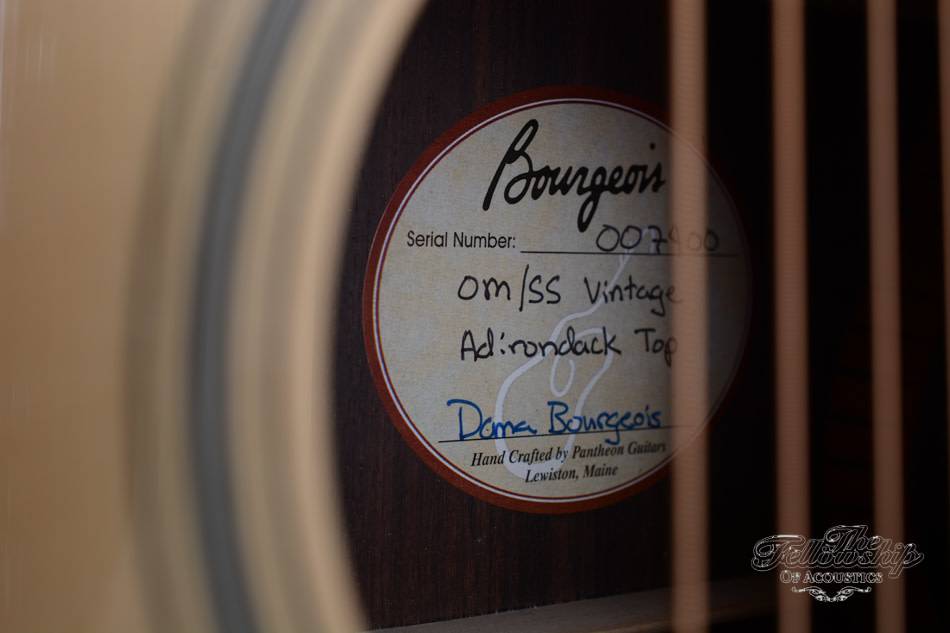 Bourgeois
Serial Number: 007900
OM/SS Vintage
Adirondack Top
Dana Bourgeois
Hand Crafted by Pantheon Guitars
Lewiston, Maine
The
Fellowship
Of Acoustics